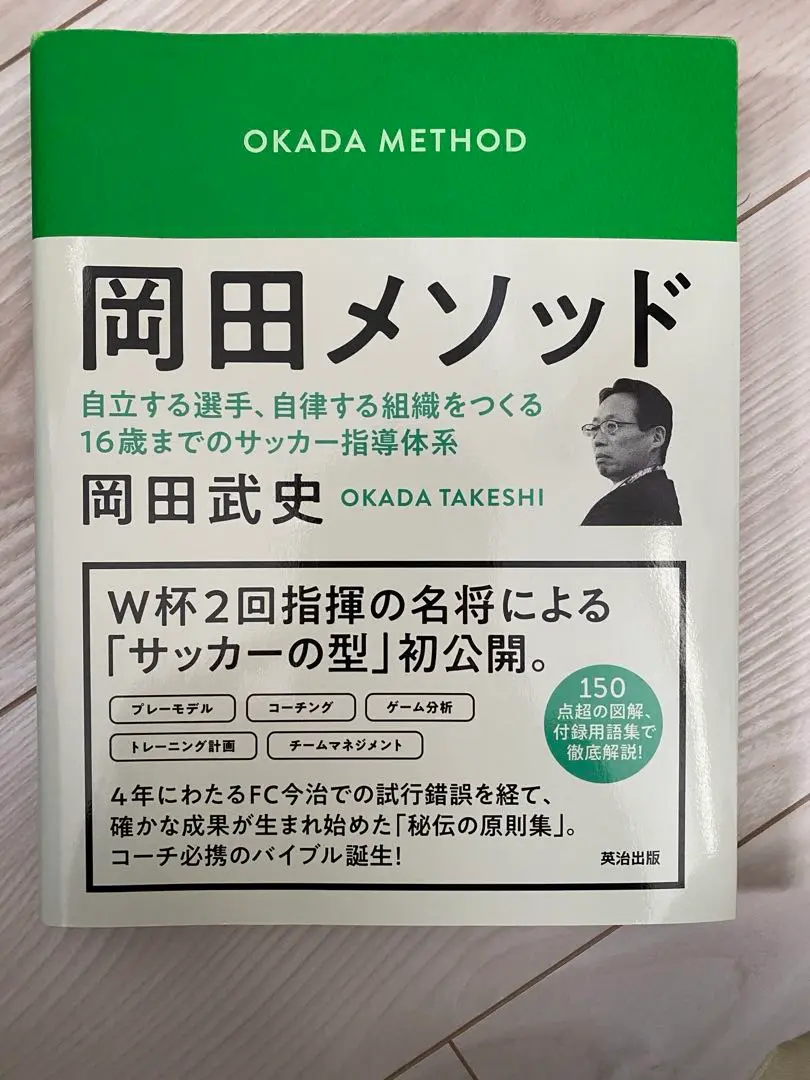 OKADA METHOD
岡田メソッド
自立する選手、自律する組織をつくる
16歳までのサッカー指導体系
岡田武史 OKADA TAKESHI
W杯2回指揮の名将による
「サッカーの型」初公開。
プレーモデル コーチング ゲーム分析
トレーニング計画 チームマネジメント
150
点超の図解、
付録用語集で
徹底解説!
4年にわたるFC今治での試行錯誤を経て、
確かな成果が生まれ始めた「秘伝の原則集」。
コーチ必携のバイブル誕生!
英治出版